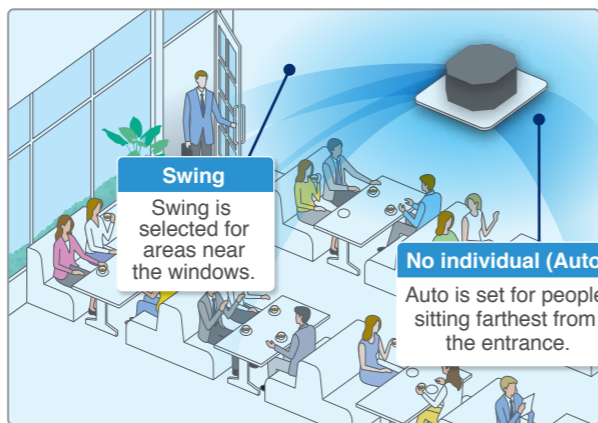 Swing
Swing is
selected for
areas near
the windows.
No individual (Auto
Auto is set for people
sitting farthest from
the entrance.